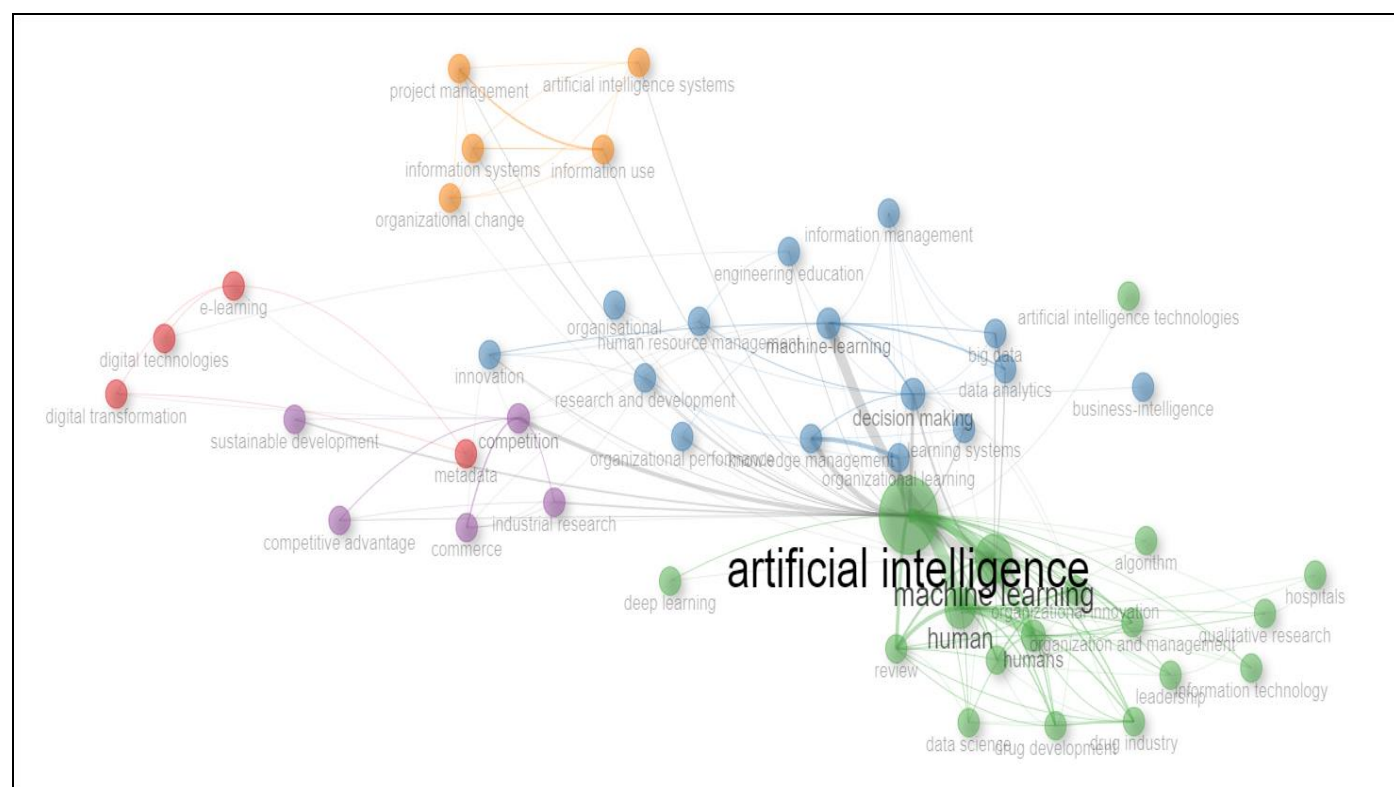 project management
artificial intelligence systems
information systems
information use
organizational change
information management
engineering education
e-learning
artificial intelligence technologies
organisational
human resource management
machine-learning
digital technologies
big data
innovation
data analytics
research and development
business-intelligence
digital transformation
decision making
sustainable development
competition
learning systems
organizational performance
knowledge management
metadata
organizational learning
industrial research
competitive advantage
commerce
algorithm
artificial intelligence
machine learning
deep learning
hospitals
organizational innovation
qualitative research
human
organization and management
humans
review
leadership
information technology
data science
drug development
drug industry